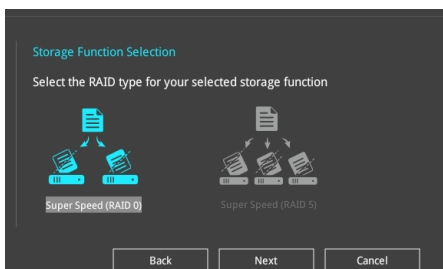 Storage Function Selection
Select the RAID type for your selected storage function
Super Speed (RAID 0)
Super Speed (RAID 5)
Back
Next
Cancel